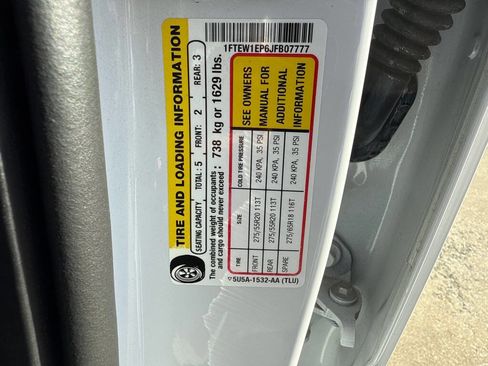 1FTEW1EP6JFB07777
TIRE AND LOADING INFORMATION
SEATING CAPACITY TOTAL: 5 FRONT: 2 REAR: 3
The combined weight of occupants
and cargo should never exceed : 738 kg or 1629 lbs.
TIRE SIZE COLD TIRE PRESSURE
FRONT 275/55R20 113T 240 KPA, 35 PSI
REAR 275/55R20 113T 240 KPA, 35 PSI
SPARE 275/65R18 116T 240 KPA, 35 PSI
SEE OWNERS
MANUAL FOR
ADDITIONAL
INFORMATION
5U5A-1532-AA (TLU)